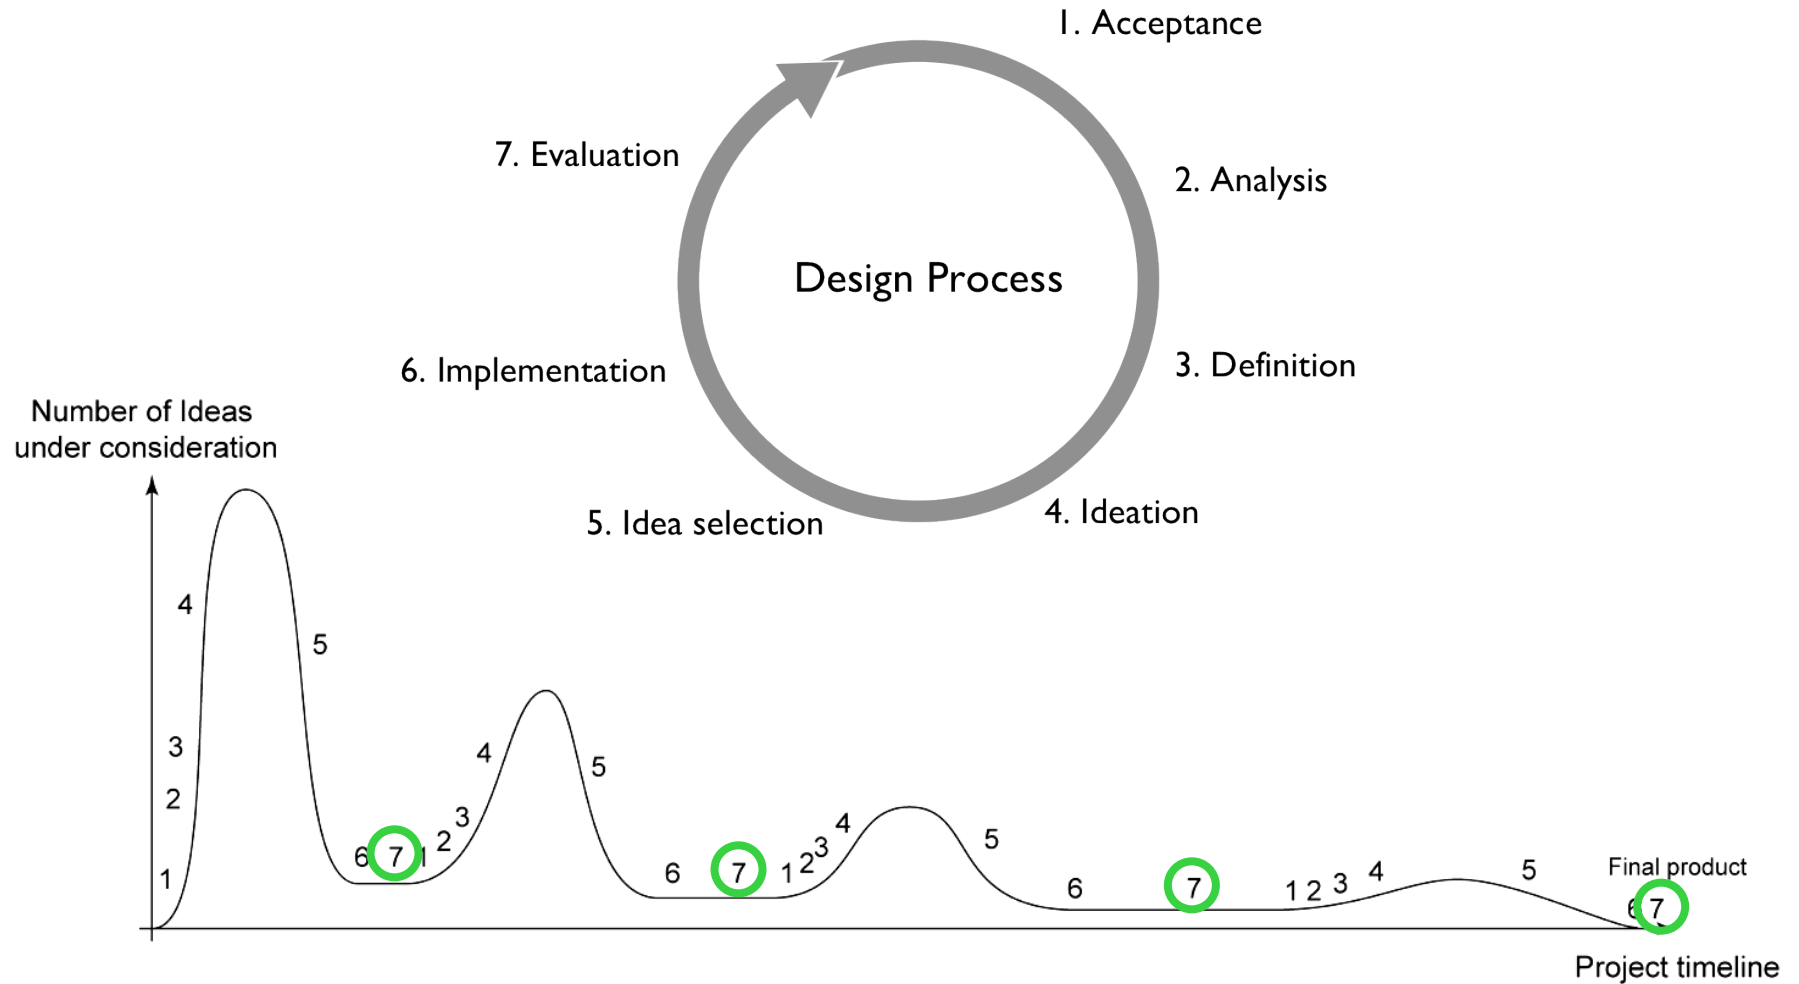 1. Acceptance
7. Evaluation
2. Analysis
Design Process
3. Definition
6. Implementation
4. Ideation
5. Idea selection
Number of Ideas
under consideration
1
2
3
4
5
6
7
1
2
3
4
5
6
7
1
2
3
4
5
6
7
1
2
3
4
5
Final product
6
7
Project timeline